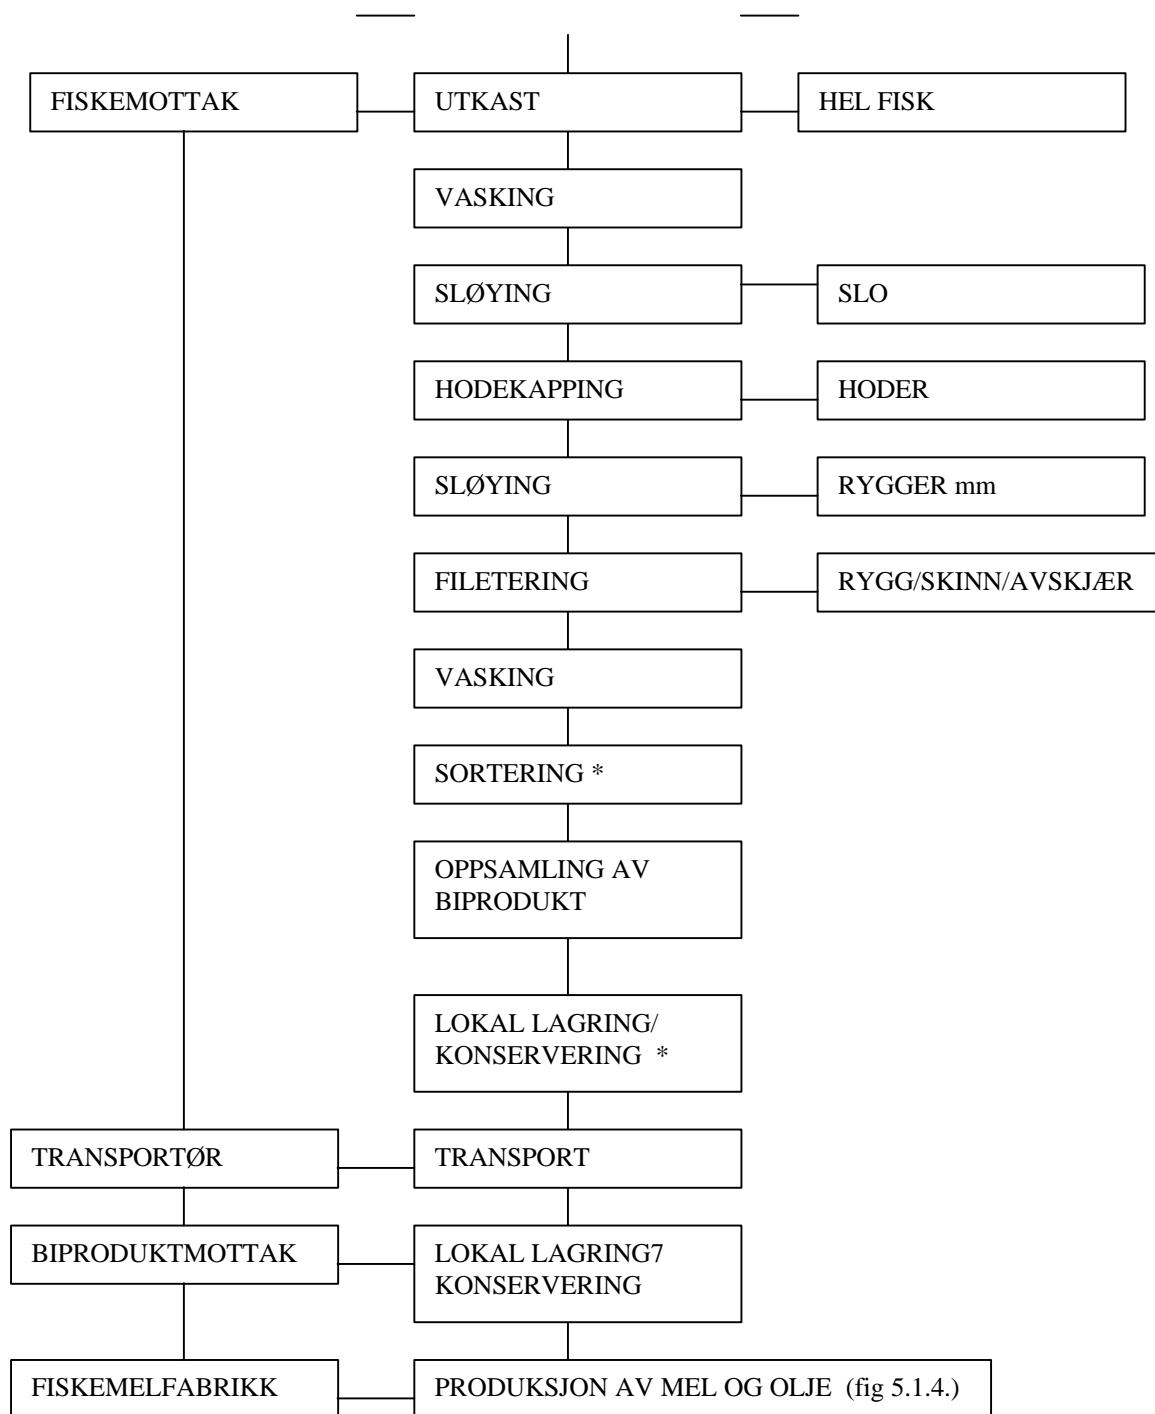 FISKEMOTTAK
UTKAST
HEL FISK
VASKING
SLØYING
SLO
HODEKAPPING
HODER
SLØYING
RYGGER mm
FILETERING
RYGG/SKINN/AVSKJÆR
VASKING
SORTERING *
OPPSAMLING AV
BIPRODUKT
LOKAL LAGRING/
KONSERVERING *
TRANSPORTØR
TRANSPORT
BIPRODUKTMOTTAK
LOKAL LAGRING7
KONSERVERING
FISKEMELFABRIKK
PRODUKSJON AV MEL OG OLJE (fig 5.1.4.)